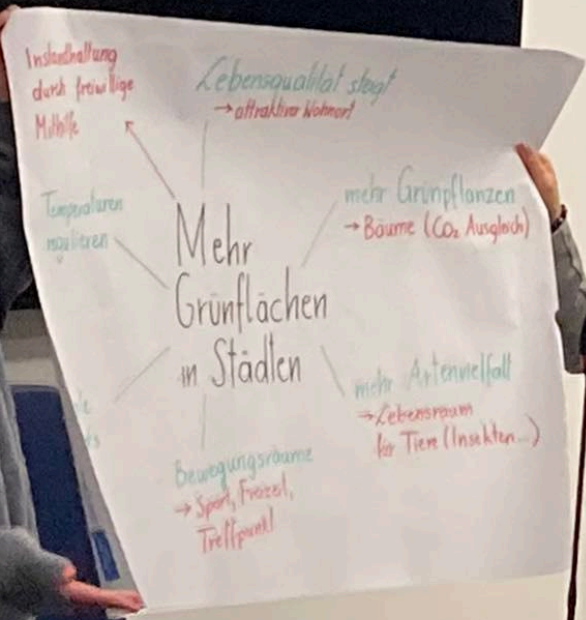 Instandhaltung
durch freiwillige
Mithilfe
Lebensqualität steigt
→ attraktiver Wohnort
Temperaturen
regulieren
mehr Grünpflanzen
→ Bäume (CO₂ Ausgleich)
Mehr
Grünflächen
in Städten
mehr Artenvielfalt
→ Lebensraum
für Tiere (Insekten...)
Bewegungsräume
→ Sport, Freizeit,
Treffpunkt